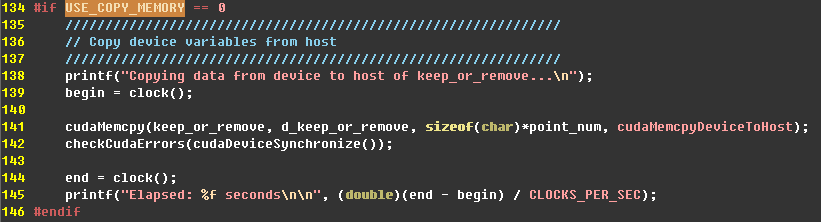 134 #if USE_COPY_MEMORY == 0
135     //////////////////////////////////////////////////////////////
136     // Copy device variables from host
137     //////////////////////////////////////////////////////////////
138     printf("Copying data from device to host of keep_or_remove...\n");
139     begin = clock();
140
141     cudaMemcpy(keep_or_remove, d_keep_or_remove, sizeof(char)*point_num, cudaMemcpyDeviceToHost);
142     checkCudaErrors(cudaDeviceSynchronize());
143
144     end = clock();
145     printf("Elapsed: %f seconds\n\n", (double)(end - begin) / CLOCKS_PER_SEC);
146 #endif